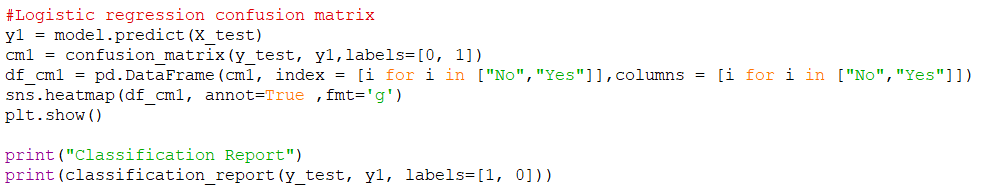 #Logistic regression confusion matrix
y1 = model.predict(X_test)
cm1 = confusion_matrix(y_test, y1,labels=[0, 1])
df_cm1 = pd.DataFrame(cm1, index = [i for i in ["No","Yes"]],columns = [i for i in ["No","Yes"]])
sns.heatmap(df_cm1, annot=True ,fmt='g')
plt.show()

print("Classification Report")
print(classification_report(y_test, y1, labels=[1, 0]))